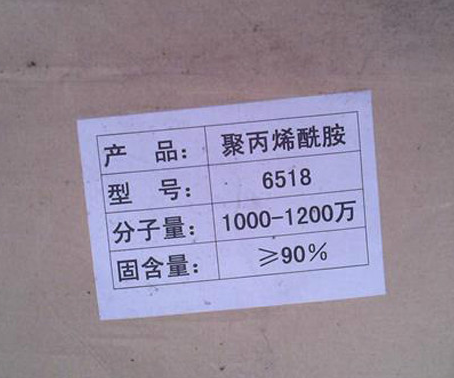 产 品： 聚丙烯酰胺
型 号： 6518
分子量： 1000-1200万
固含量： ≥90%